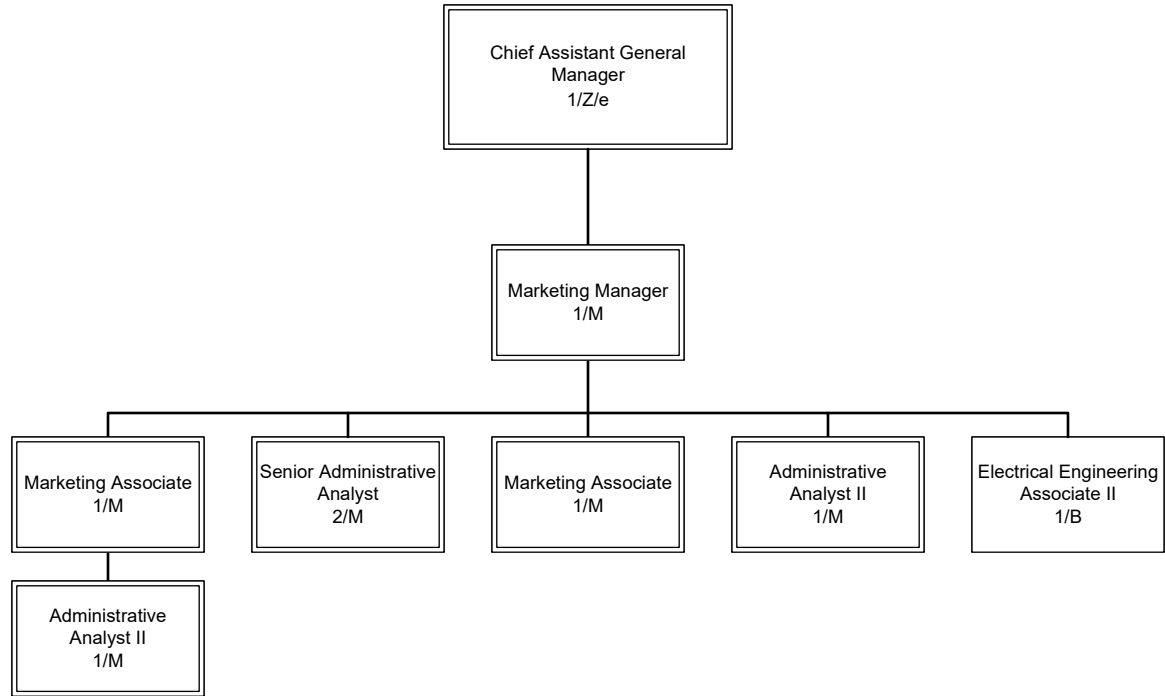 Chief Assistant General
Manager
1/Z/e
Marketing Manager
1/M
Marketing Associate
1/M
Senior Administrative
Analyst
2/M
Marketing Associate
1/M
Administrative
Analyst II
1/M
Electrical Engineering
Associate II
1/B
Administrative
Analyst II
1/M